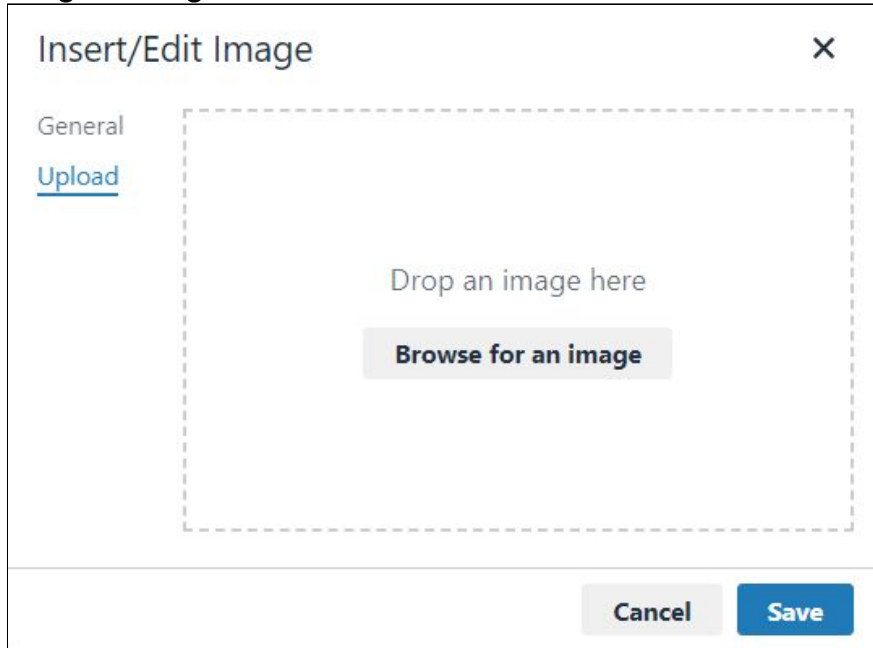 Insert/Edit Image
General
Upload
Drop an image here
Browse for an image
Cancel
Save